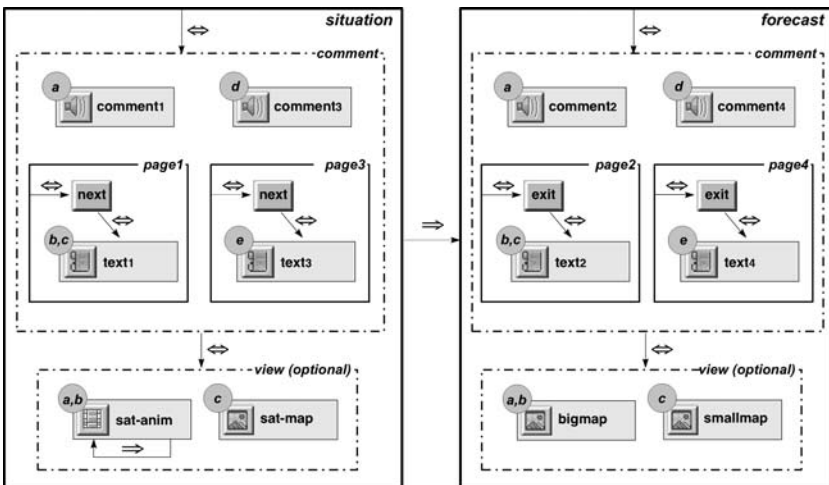 situation
⇔
comment
a
comment1
d
comment3
page1
⇔
next
⇔
b,c
text1
page3
⇔
next
⇔
e
text3
⇔
view (optional)
a,b
sat-anim
⇒
c
sat-map
⇒
forecast
⇔
comment
a
comment2
d
comment4
page2
⇔
exit
⇔
b,c
text2
page4
⇔
exit
⇔
e
text4
⇔
view (optional)
a,b
bigmap
c
smallmap